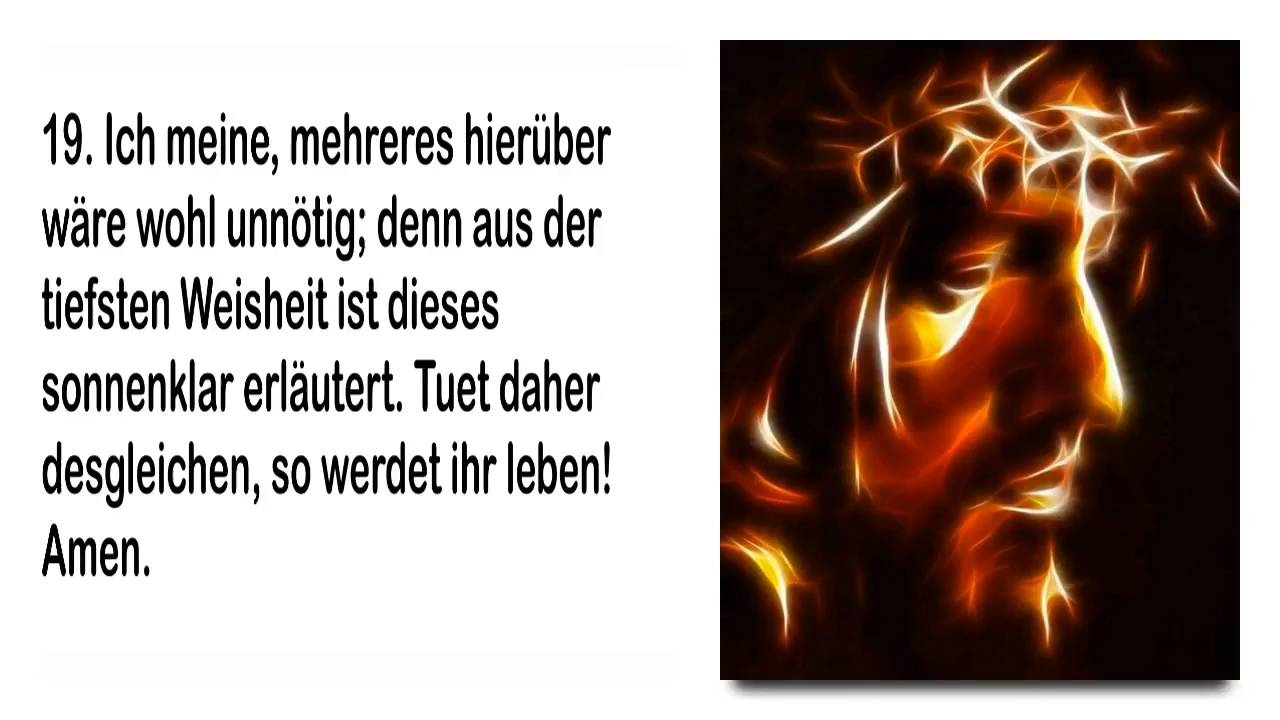 19. Ich meine, mehreres hierüber
wäre wohl unnötig; denn aus der
tiefsten Weisheit ist dieses
sonnenklar erläutert. Tuet daher
desgleichen, so werdet ihr leben!
Amen.